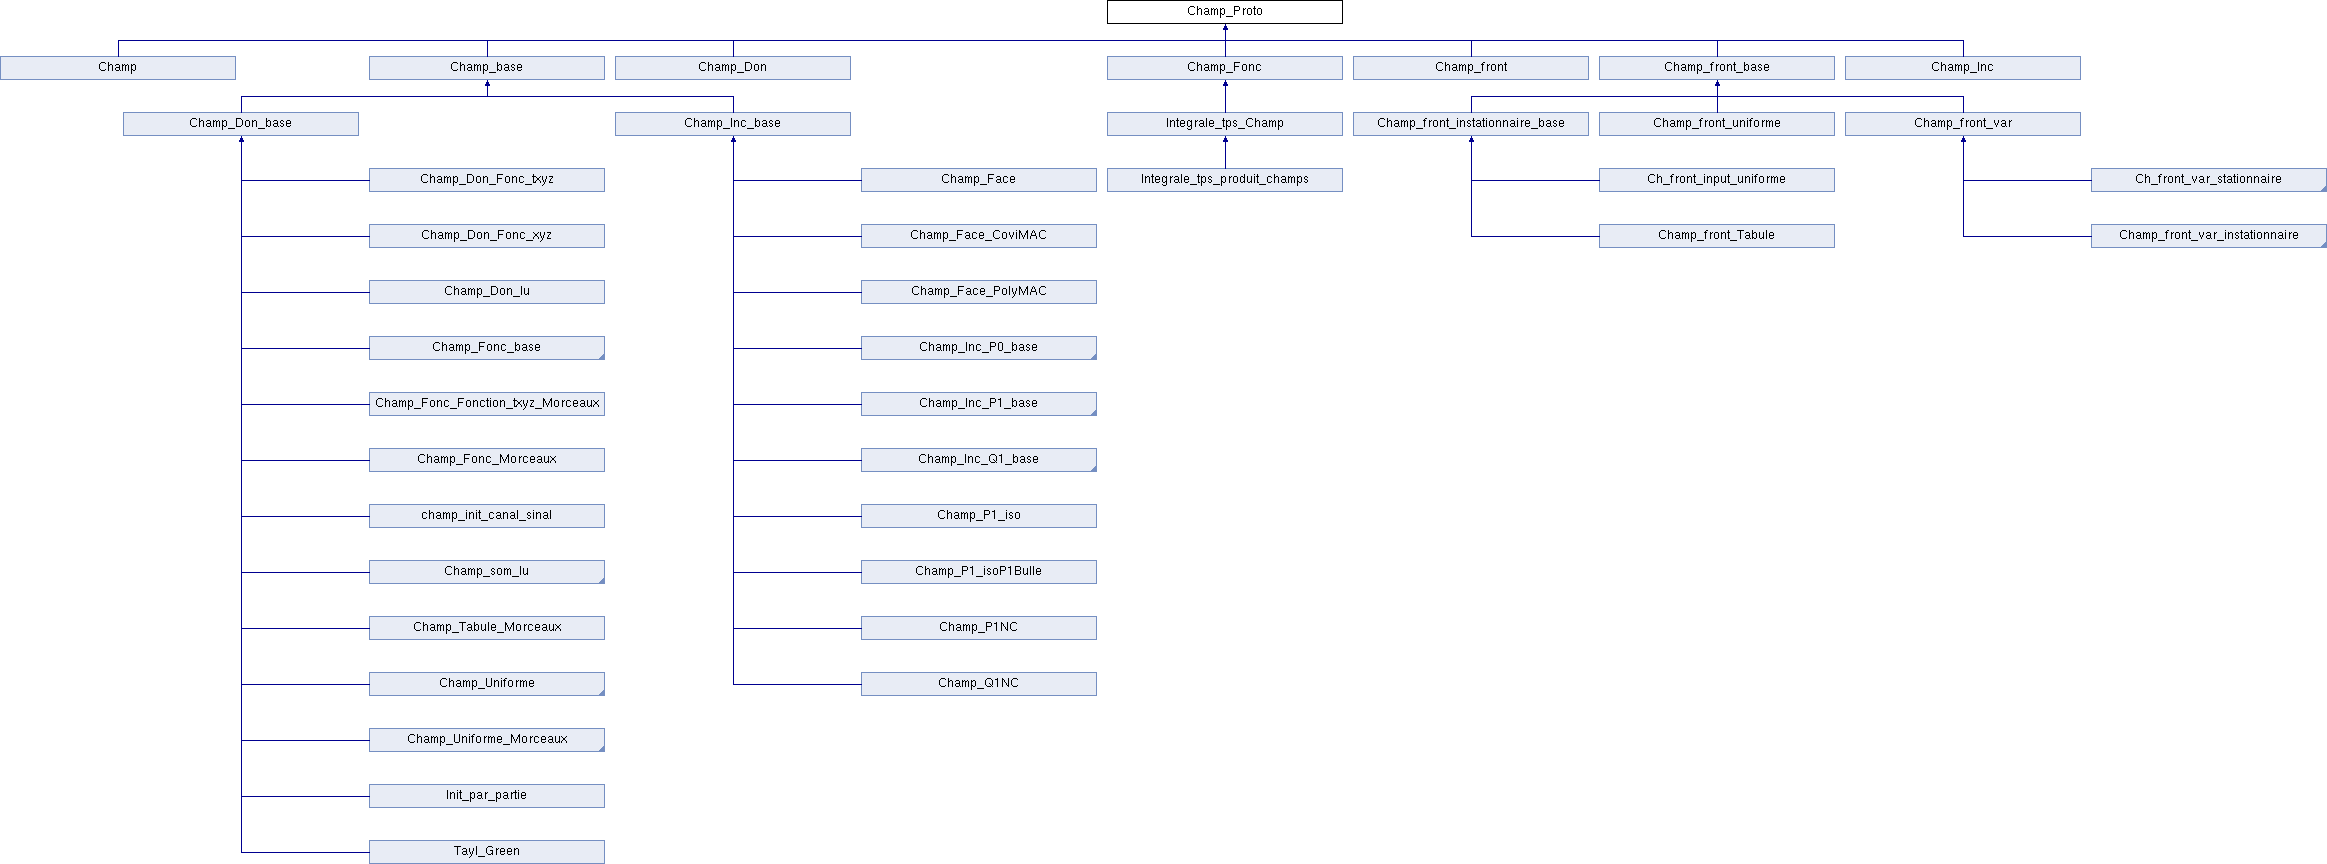 Champ_Proto
Champ
Champ_base
Champ_Don
Champ_Fonc
Champ_front
Champ_front_base
Champ_Inc
Champ_Don_base
Champ_Inc_base
Integrale_tps_Champ
Champ_front_instationnaire_base
Champ_front_uniforme
Champ_front_var
Champ_Don_Fonc_txyz
Champ_Face
Integrale_tps_produit_champs
Ch_front_input_uniforme
Ch_front_var_stationnaire
Champ_Don_Fonc_xyz
Champ_Face_CoviMAC
Champ_front_Tabule
Champ_front_var_instationnaire
Champ_Don_lu
Champ_Face_PolyMAC
Champ_Fonc_base
Champ_Inc_P0_base
Champ_Fonc_Fonction_txyz_Morceaux
Champ_Inc_P1_base
Champ_Fonc_Morceaux
Champ_Inc_Q1_base
champ_init_canal_sinal
Champ_P1_iso
Champ_som_lu
Champ_P1_isoP1Bulle
Champ_Tabule_Morceaux
Champ_P1NC
Champ_Uniforme
Champ_Q1NC
Champ_Uniforme_Morceaux
Init_par_partie
Tayl_Green